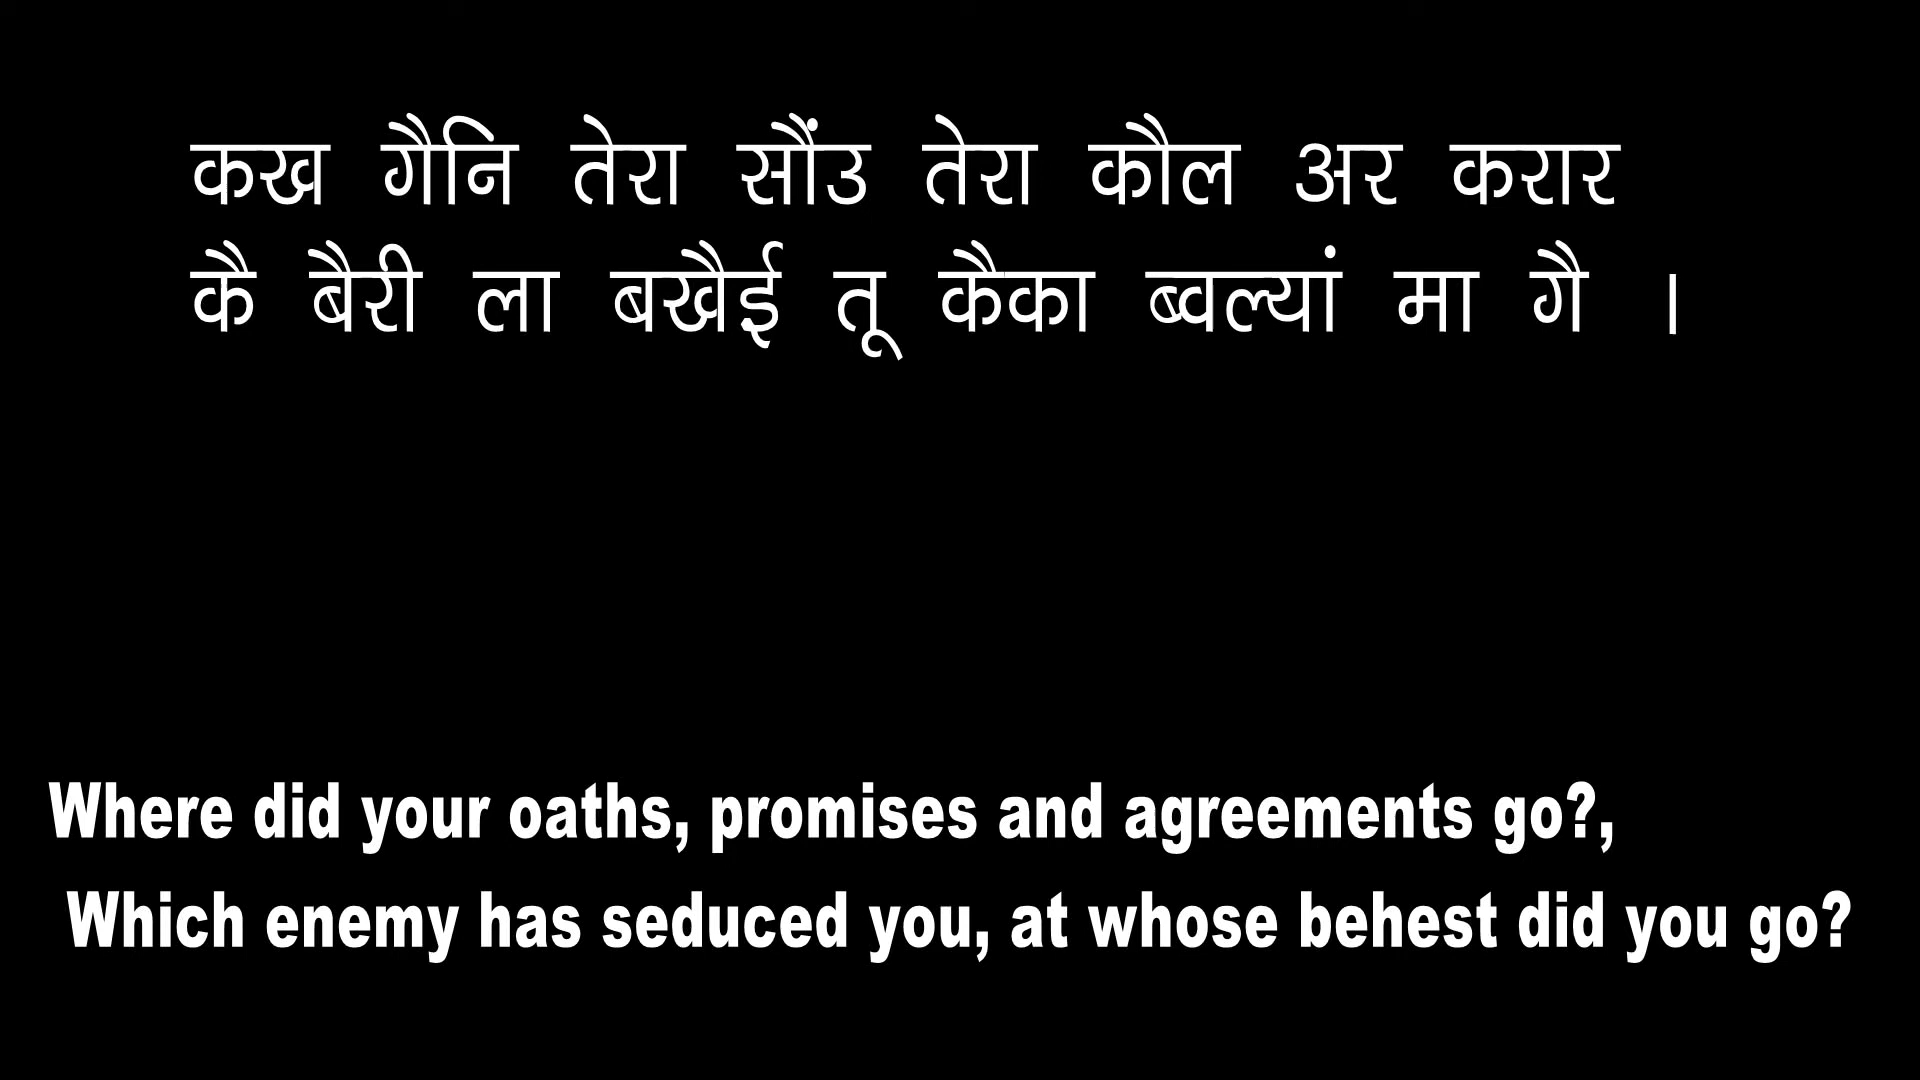 कख गैनि तेरा सौंउ तेरा कौल अर करार
कै बैरी ला बखैई तू कैका ब्वल्यां मा गै ।
Where did your oaths, promises and agreements go?,
Which enemy has seduced you, at whose behest did you go?